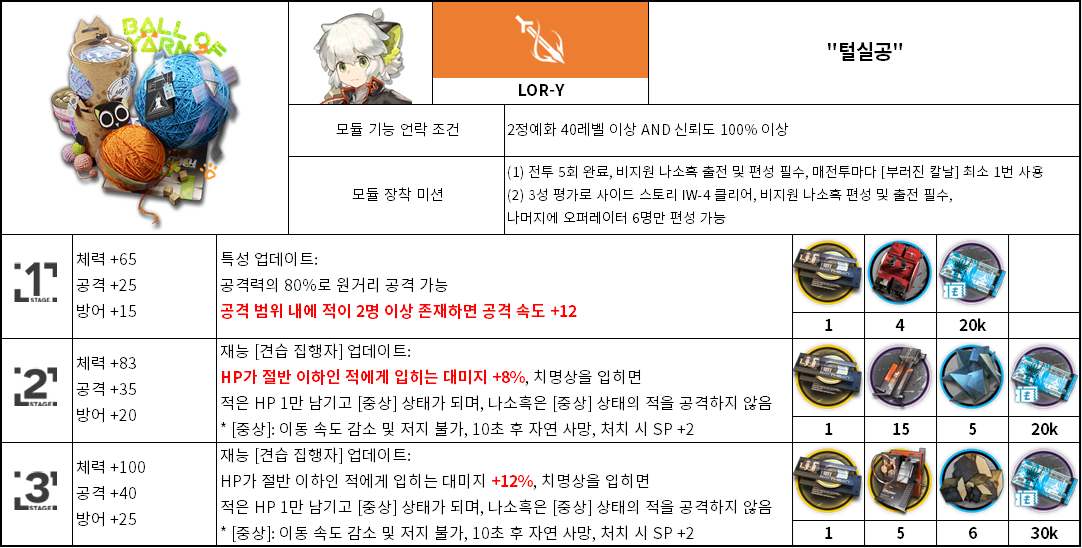 BALL OF
YARN
LOR-Y
"털실공"
모듈 기능 언락 조건
2정예화 40레벨 이상 AND 신뢰도 100% 이상
모듈 장착 미션
(1) 전투 5회 완료, 비지원 나소흑 출전 및 편성 필수, 매전투마다 [부러진 칼날] 최소 1번 사용
(2) 3성 평가로 사이드 스토리 IW-4 클리어, 비지원 나소흑 편성 및 출전 필수,
나머지에 오퍼레이터 6명만 편성 가능
1
STAGE.
체력 +65
공격 +25
방어 +15
특성 업데이트:
공격력의 80%로 원거리 공격 가능
공격 범위 내에 적이 2명 이상 존재하면 공격 속도 +12
1 4 20k
2
STAGE.
체력 +83
공격 +35
방어 +20
재능 [견습 집행자] 업데이트:
HP가 절반 이하인 적에게 입히는 대미지 +8%, 치명상을 입히면
적은 HP 1만 남기고 [중상] 상태가 되며, 나소흑은 [중상] 상태의 적을 공격하지 않음
* [중상]: 이동 속도 감소 및 저지 불가, 10초 후 자연 사망, 처치 시 SP +2
1 15 5 20k
3
STAGE.
체력 +100
공격 +40
방어 +25
재능 [견습 집행자] 업데이트:
HP가 절반 이하인 적에게 입히는 대미지 +12%, 치명상을 입히면
적은 HP 1만 남기고 [중상] 상태가 되며, 나소흑은 [중상] 상태의 적을 공격하지 않음
* [중상]: 이동 속도 감소 및 저지 불가, 10초 후 자연 사망, 처치 시 SP +2
1 5 6 30k